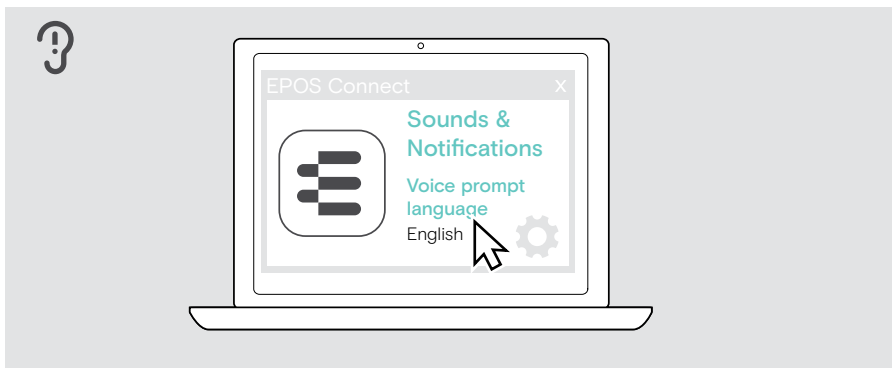 EPOS Connect X
Sounds &
Notifications
Voice prompt
language
English